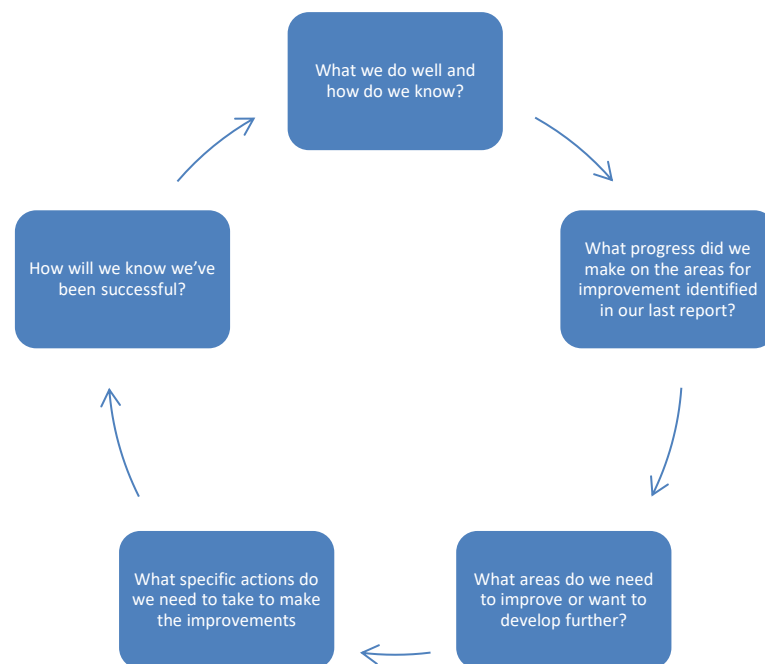 What we do well and
how do we know?
What progress did we
make on the areas for
improvement identified
in our last report?
What areas do we need
to improve or want to
develop further?
What specific actions do
we need to take to make
the improvements
How will we know we’ve
been successful?